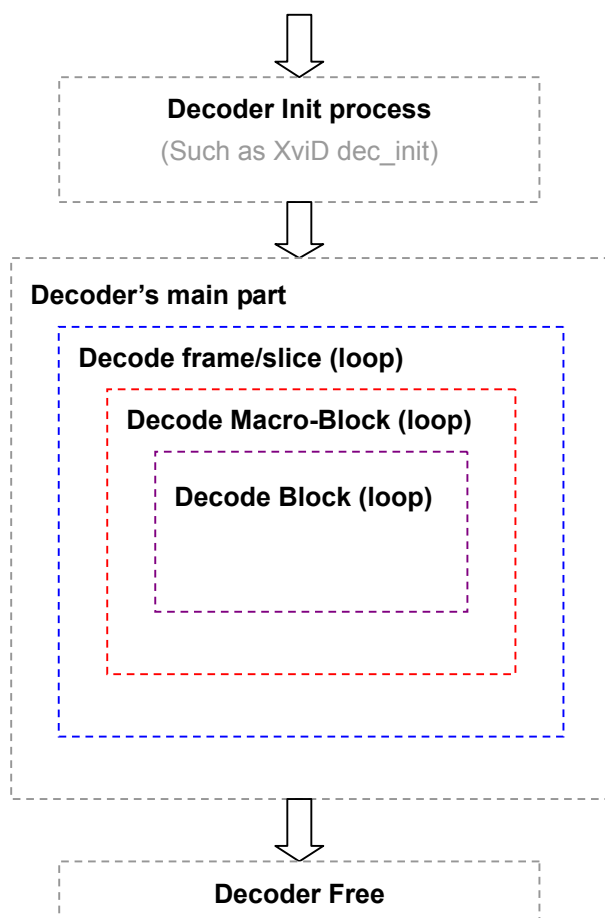 Decoder Init process
(Such as XviD dec_init)
Decoder’s main part
Decode frame/slice (loop)
Decode Macro-Block (loop)
Decode Block (loop)
Decoder Free